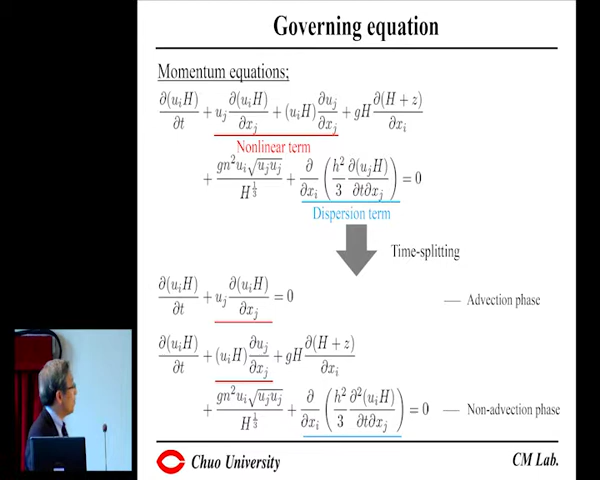 Governing equation
Momentum equations;
∂(u_iH)/∂t + u_j ∂(u_iH)/∂x_j + (u_iH) ∂u_j/∂x_j + gH ∂(H + z)/∂x_i
Nonlinear term
+ gn²u_i√(u_ju_j)/H^{1/3} + ∂/∂x_i (h²/3 ∂(u_jH)/∂t∂x_j) = 0
Dispersion term
Time-splitting
∂(u_iH)/∂t + u_j ∂(u_iH)/∂x_j = 0 — Advection phase
∂(u_iH)/∂t + (u_iH) ∂u_j/∂x_j + gH ∂(H + z)/∂x_i
+ gn²u_i√(u_ju_j)/H^{1/3} + ∂/∂x_i (h²/3 ∂²(u_iH)/∂t∂x_j) = 0 — Non-advection phase
Chuo University CM Lab.